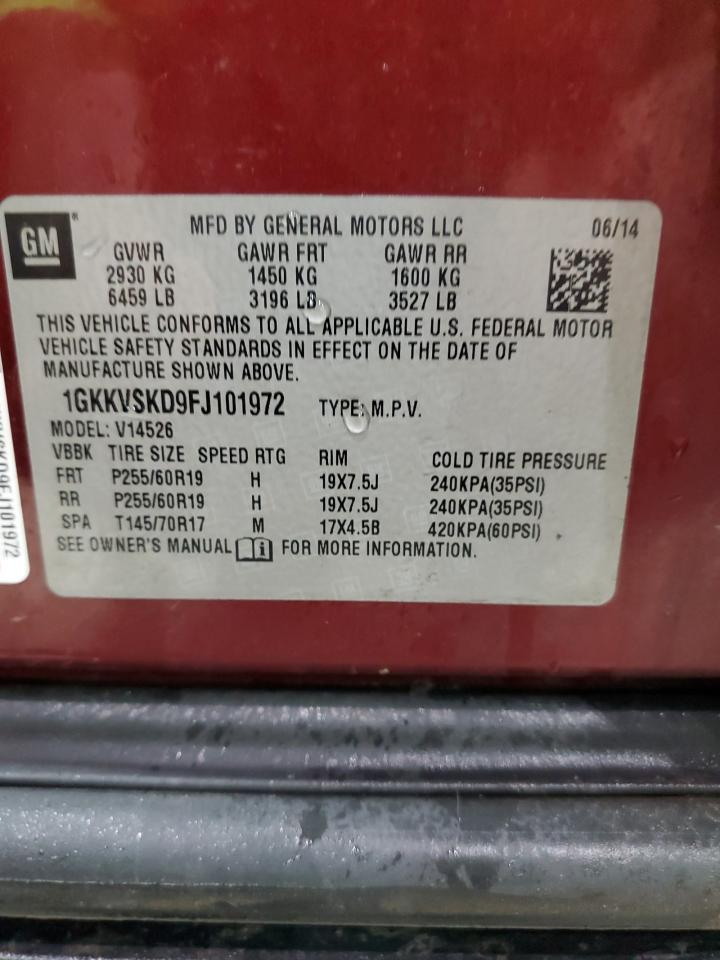 GM
MFD BY GENERAL MOTORS LLC 06/14
GVWR GAWR FRT GAWR RR
2930 KG 1450 KG 1600 KG
6459 LB 3196 LB 3527 LB
THIS VEHICLE CONFORMS TO ALL APPLICABLE U.S. FEDERAL MOTOR
VEHICLE SAFETY STANDARDS IN EFFECT ON THE DATE OF
MANUFACTURE SHOWN ABOVE.
1GKKVSKD9FJ101972 TYPE: M.P.V.
MODEL: V14526
VBBK TIRE SIZE SPEED RTG RIM COLD TIRE PRESSURE
FRT P255/60R19 H 19X7.5J 240KPA(35PSI)
RR P255/60R19 H 19X7.5J 240KPA(35PSI)
SPA T145/70R17 M 17X4.5B 420KPA(60PSI)
SEE OWNER'S MANUAL FOR MORE INFORMATION.